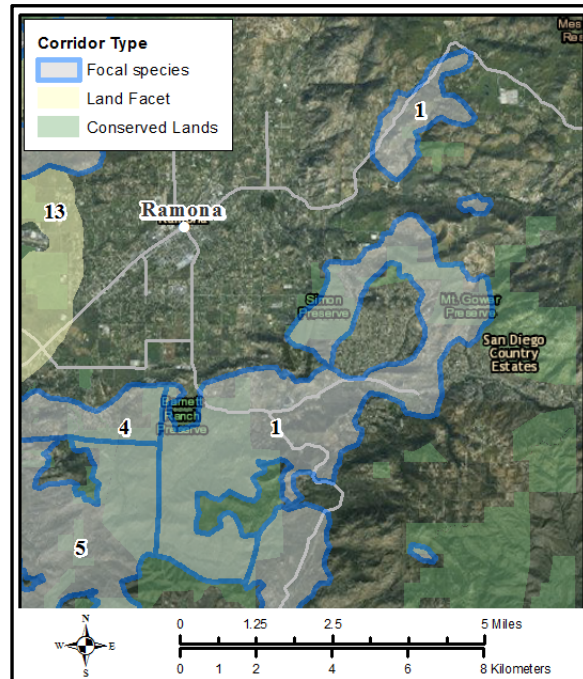 Corridor Type
Focal species
Land Facet
Conserved Lands
Mes
Res
1
13
Ramona
Simon
Preserve
Mt. Gower
Preserve
San Diego
Country
Estates
Barnett
Ranch
Preserve
4
1
5
N
W
E
S
0
1.25
2.5
5 Miles
0
1
2
4
6
8 Kilometers